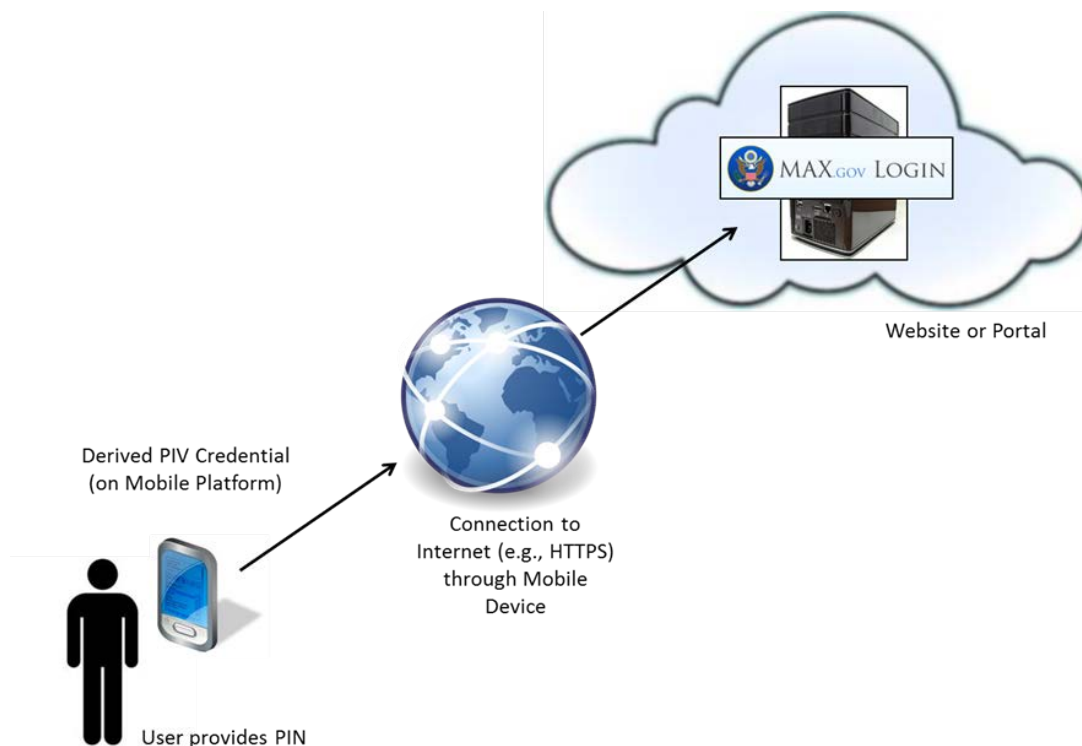 MAX.GOV LOGIN
Website or Portal
Derived PIV Credential
(on Mobile Platform)
Connection to
Internet (e.g., HTTPS)
through Mobile
Device
User provides PIN